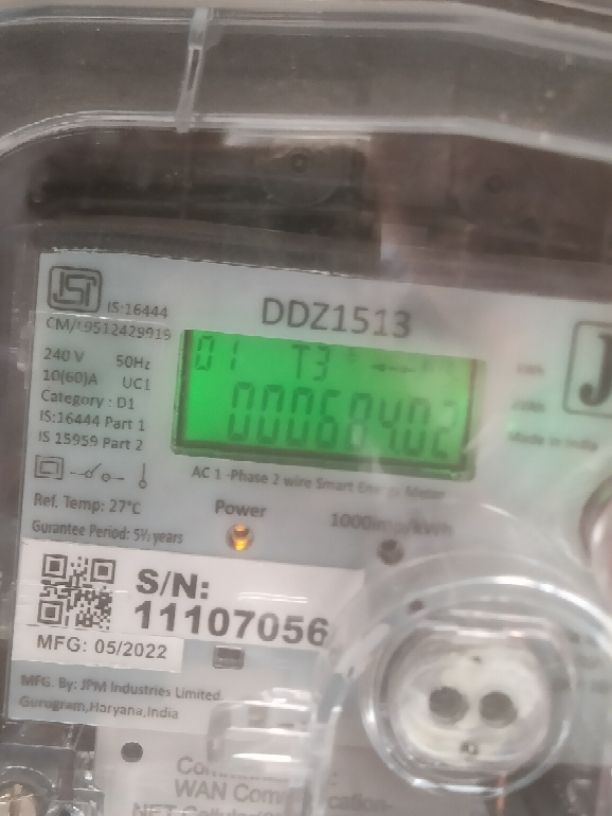 ISI
IS:16444
CM/L9512429919
DDZ1513
240 V 50Hz
10(60)A UC1
Category : D1
IS:16444 Part 1
IS 15959 Part 2
01 T3
00068402
Made in India
AC 1 -Phase 2 wire Smart Energy Meter
Ref. Temp: 27°C
Gurantee Period: 5½ years
Power
1000imp/kWh
S/N:
11107056
MFG: 05/2022
MFG. By: JPM Industries Limited.
Gurugram,Haryana,India
WAN